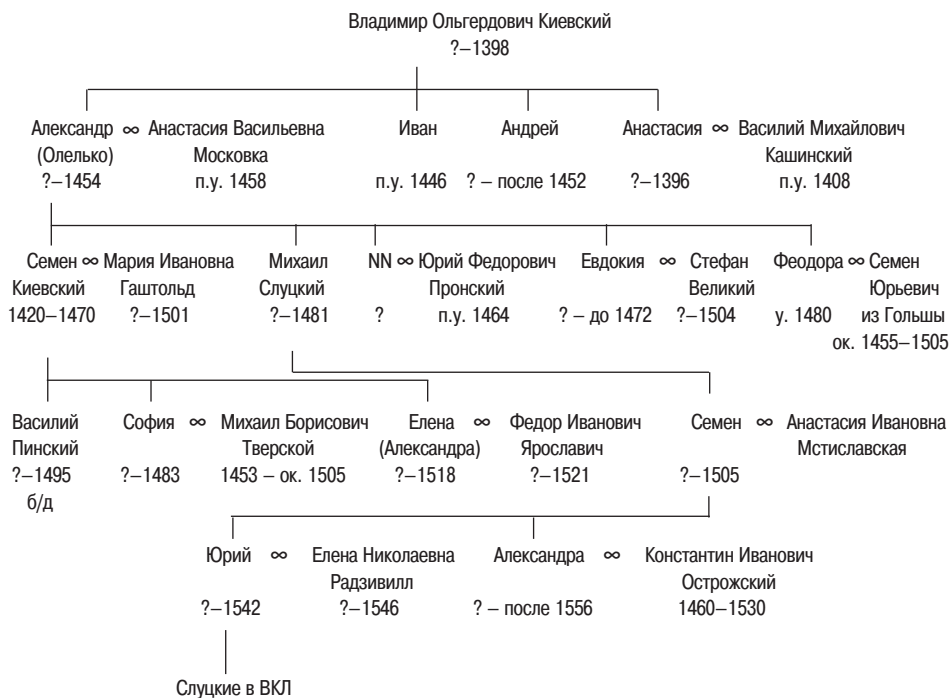 Владимир Ольгердович Киевский
?–1398
Александр ∞ Анастасия Васильевна Иван Андрей Анастасия ∞ Василий Михайлович
(Олелько) Московка Кашинский
?–1454 п.у. 1458 п.у. 1446 ? – после 1452 ?–1396 п.у. 1408
Семен ∞ Мария Ивановна Михаил NN ∞ Юрий Федорович Евдокия ∞ Стефан Феодора ∞ Семен
Киевский Гаштольд Слуцкий Пронский Великий Юрьевич
1420–1470 ?–1501 ?–1481 ? п.у. 1464 ? – до 1472 ?–1504 у. 1480 из Гольшы
ок. 1455–1505
Василий София ∞ Михаил Борисович Елена ∞ Федор Иванович Семен ∞ Анастасия Ивановна
Пинский Тверской (Александра) Ярославич Мстиславская
?–1495 ?–1483 1453 – ок. 1505 ?–1518 ?–1521 ?–1505
б/д
Юрий ∞ Елена Николаевна Александра ∞ Константин Иванович
Радзивилл Острожский
?–1542 ?–1546 ? – после 1556 1460–1530
Слуцкие в ВКЛ